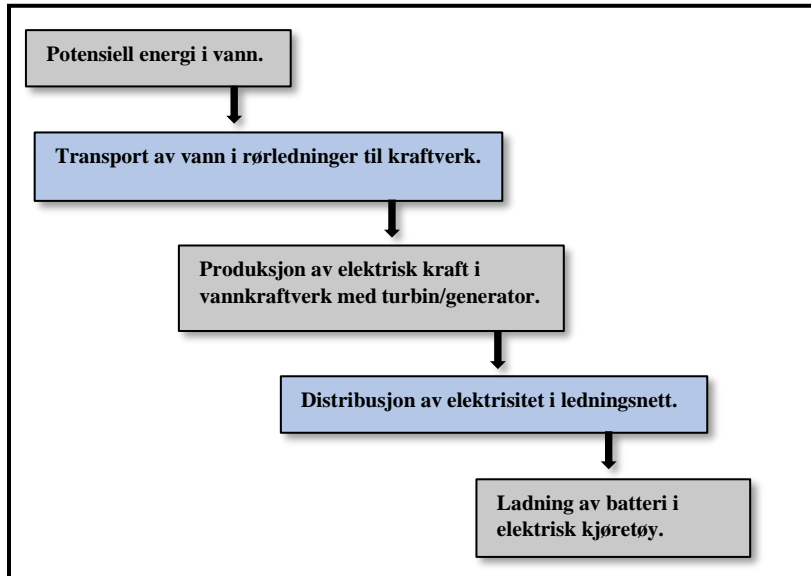 Potensiell energi i vann.
Transport av vann i rørledninger til kraftverk.
Produksjon av elektrisk kraft i
vannkraftverk med turbin/generator.
Distribusjon av elektrisitet i ledningsnett.
Ladning av batteri i
elektrisk kjøretøy.